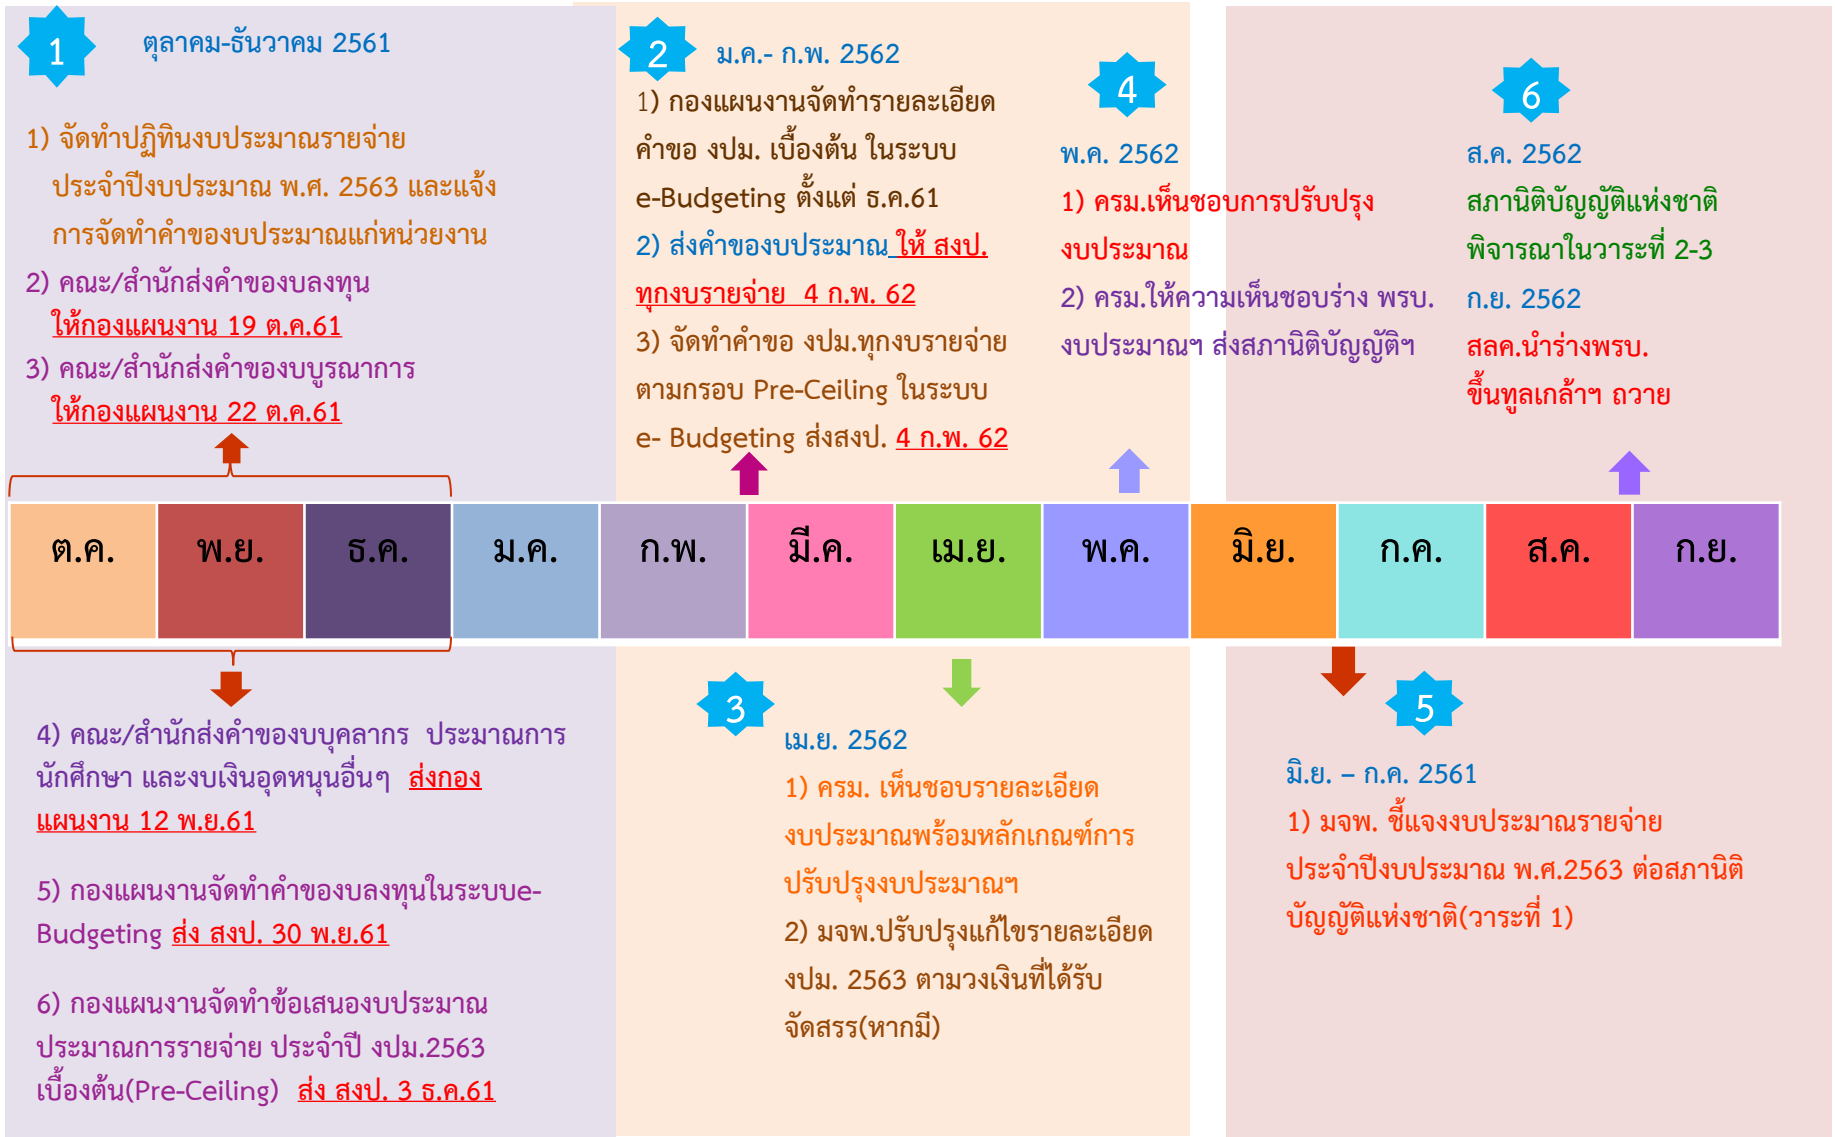 1
ตุลาคม-ธันวาคม 2561
1) จัดทำปฏิทินงบประมาณรายจ่าย
ประจำปีงบประมาณ พ.ศ. 2563 และแจ้ง
การจัดทำคำของบประมาณแก่หน่วยงาน
2) คณะ/สำนักส่งคำของบลงทุน
ให้กองแผนงาน 19 ต.ค.61
3) คณะ/สำนักส่งคำของบบูรณาการ
ให้กองแผนงาน 22 ต.ค.61
2
ม.ค.- ก.พ. 2562
1) กองแผนงานจัดทำรายละเอียด
คำขอ งปม. เบื้องต้น ในระบบ
e-Budgeting ตั้งแต่ ธ.ค.61
2) ส่งคำของบประมาณ ให้ สงป.
ทุกงบรายจ่าย 4 ก.พ. 62
3) จัดทำคำขอ งปม.ทุกงบรายจ่าย
ตามกรอบ Pre-Ceiling ในระบบ
e- Budgeting ส่งสงป. 4 ก.พ. 62
4
พ.ค. 2562
1) ครม.เห็นชอบการปรับปรุง
งบประมาณ
2) ครม.ให้ความเห็นชอบร่าง พรบ.
งบประมาณฯ ส่งสภานิติบัญญัติฯ
6
ส.ค. 2562
สภานิติบัญญัติแห่งชาติ
พิจารณาในวาระที่ 2-3
ก.ย. 2562
สลค.นำร่างพรบ.
ขึ้นทูลเกล้าฯ ถวาย
ต.ค. พ.ย. ธ.ค. ม.ค. ก.พ. มี.ค. เม.ย. พ.ค. มิ.ย. ก.ค. ส.ค. ก.ย.
4) คณะ/สำนักส่งคำของบบุคลากร ประมาณการ
นักศึกษา และงบเงินอุดหนุนอื่นๆ ส่งกอง
แผนงาน 12 พ.ย.61
5) กองแผนงานจัดทำคำของบลงทุนในระบบe-
Budgeting ส่ง สงป. 30 พ.ย.61
6) กองแผนงานจัดทำข้อเสนองบประมาณ
ประมาณการรายจ่าย ประจำปี งปม.2563
เบื้องต้น(Pre-Ceiling) ส่ง สงป. 3 ธ.ค.61
3
เม.ย. 2562
1) ครม. เห็นชอบรายละเอียด
งบประมาณพร้อมหลักเกณฑ์การ
ปรับปรุงงบประมาณฯ
2) มจพ.ปรับปรุงแก้ไขรายละเอียด
งปม. 2563 ตามวงเงินที่ได้รับ
จัดสรร(หากมี)
5
มิ.ย. – ก.ค. 2561
1) มจพ. ชี้แจงงบประมาณรายจ่าย
ประจำปีงบประมาณ พ.ศ.2563 ต่อสภานิติ
บัญญัติแห่งชาติ(วาระที่ 1)